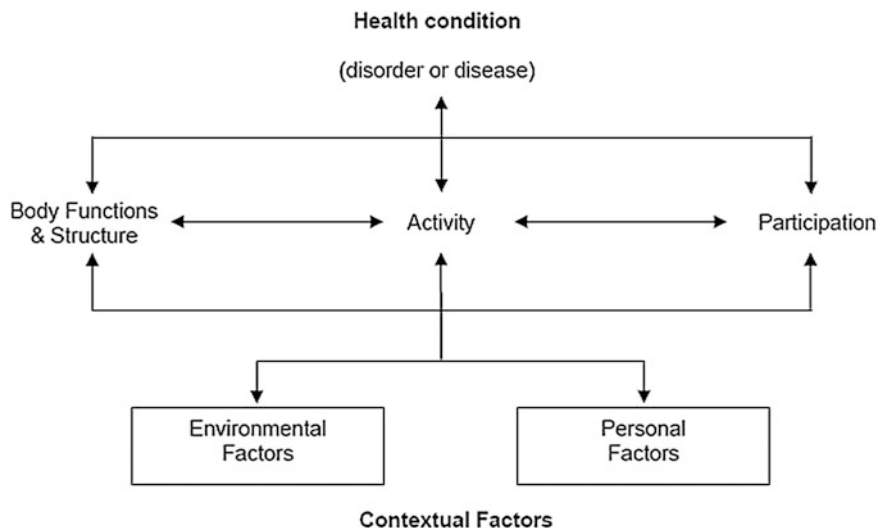 Health condition
(disorder or disease)
Body Functions
& Structure
Activity
Participation
Environmental
Factors
Personal
Factors
Contextual Factors